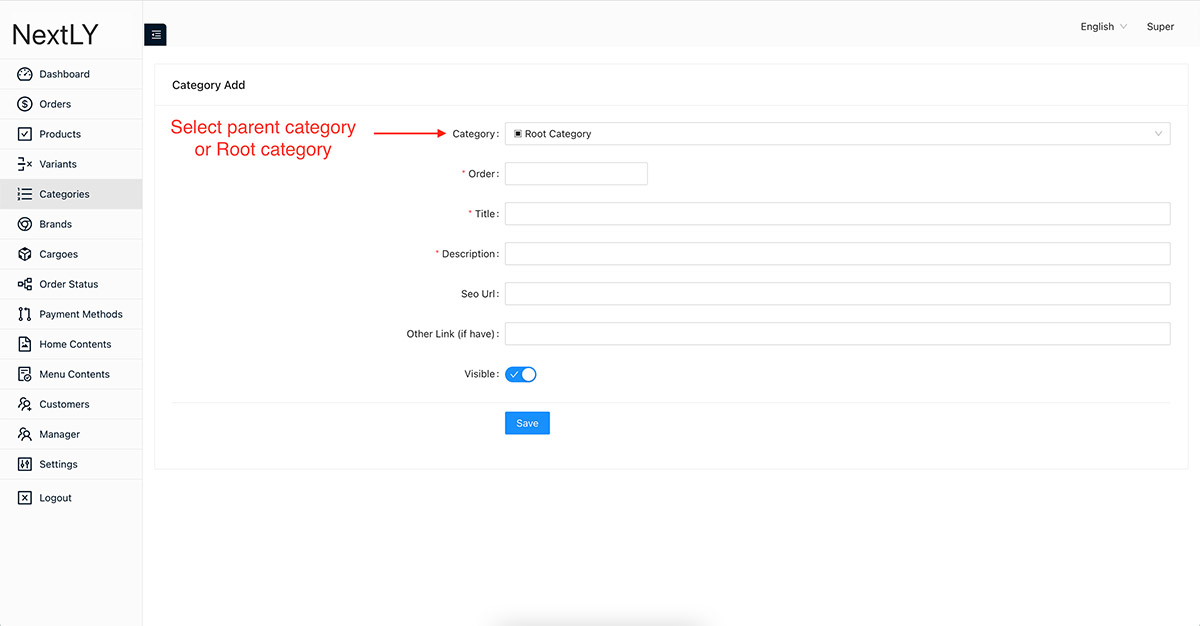 NextLY
English
Super
Dashboard
Orders
Products
Variants
Categories
Brands
Cargoes
Order Status
Payment Methods
Home Contents
Menu Contents
Customers
Manager
Settings
Logout
Category Add
Select parent category
or Root category
Category:
Root Category
* Order:
* Title:
* Description:
Seo Url:
Other Link (if have):
Visible:
Save